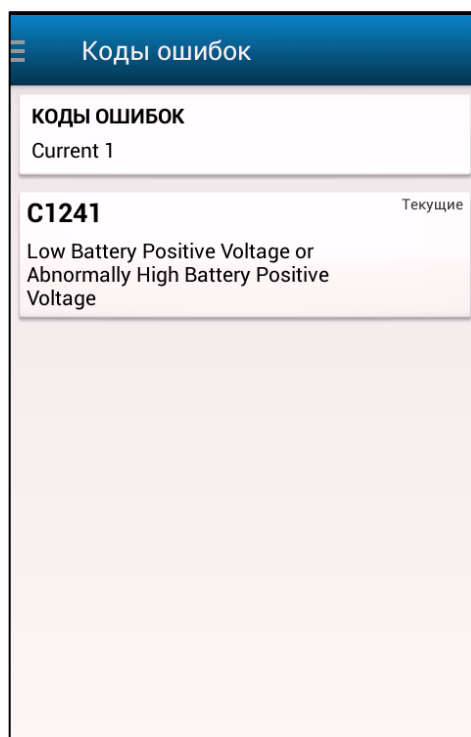 Коды ошибок
КОДЫ ОШИБОК
Current 1
C1241
Текущие
Low Battery Positive Voltage or
Abnormally High Battery Positive
Voltage